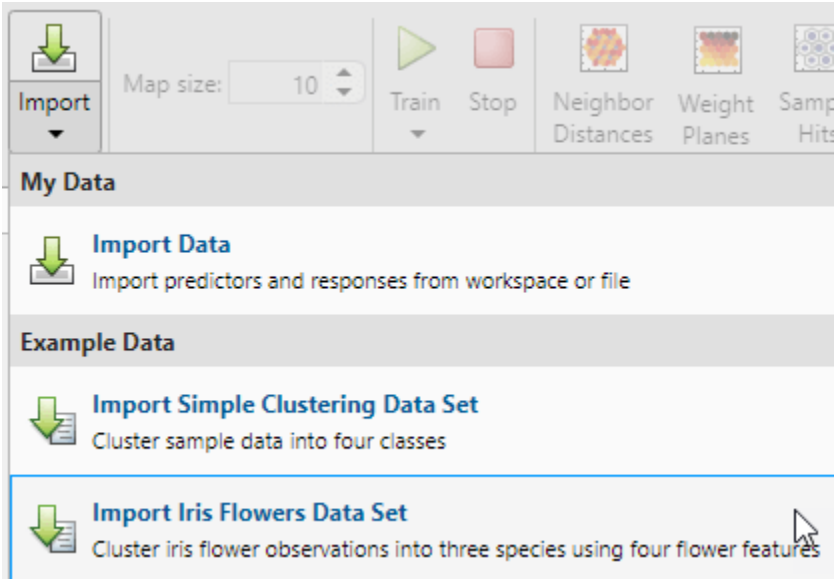 Import
Map size: 10
Train
Stop
Neighbor
Distances
Weight
Planes
Samp
Hits
My Data
Import Data
Import predictors and responses from workspace or file
Example Data
Import Simple Clustering Data Set
Cluster sample data into four classes
Import Iris Flowers Data Set
Cluster iris flower observations into three species using four flower features